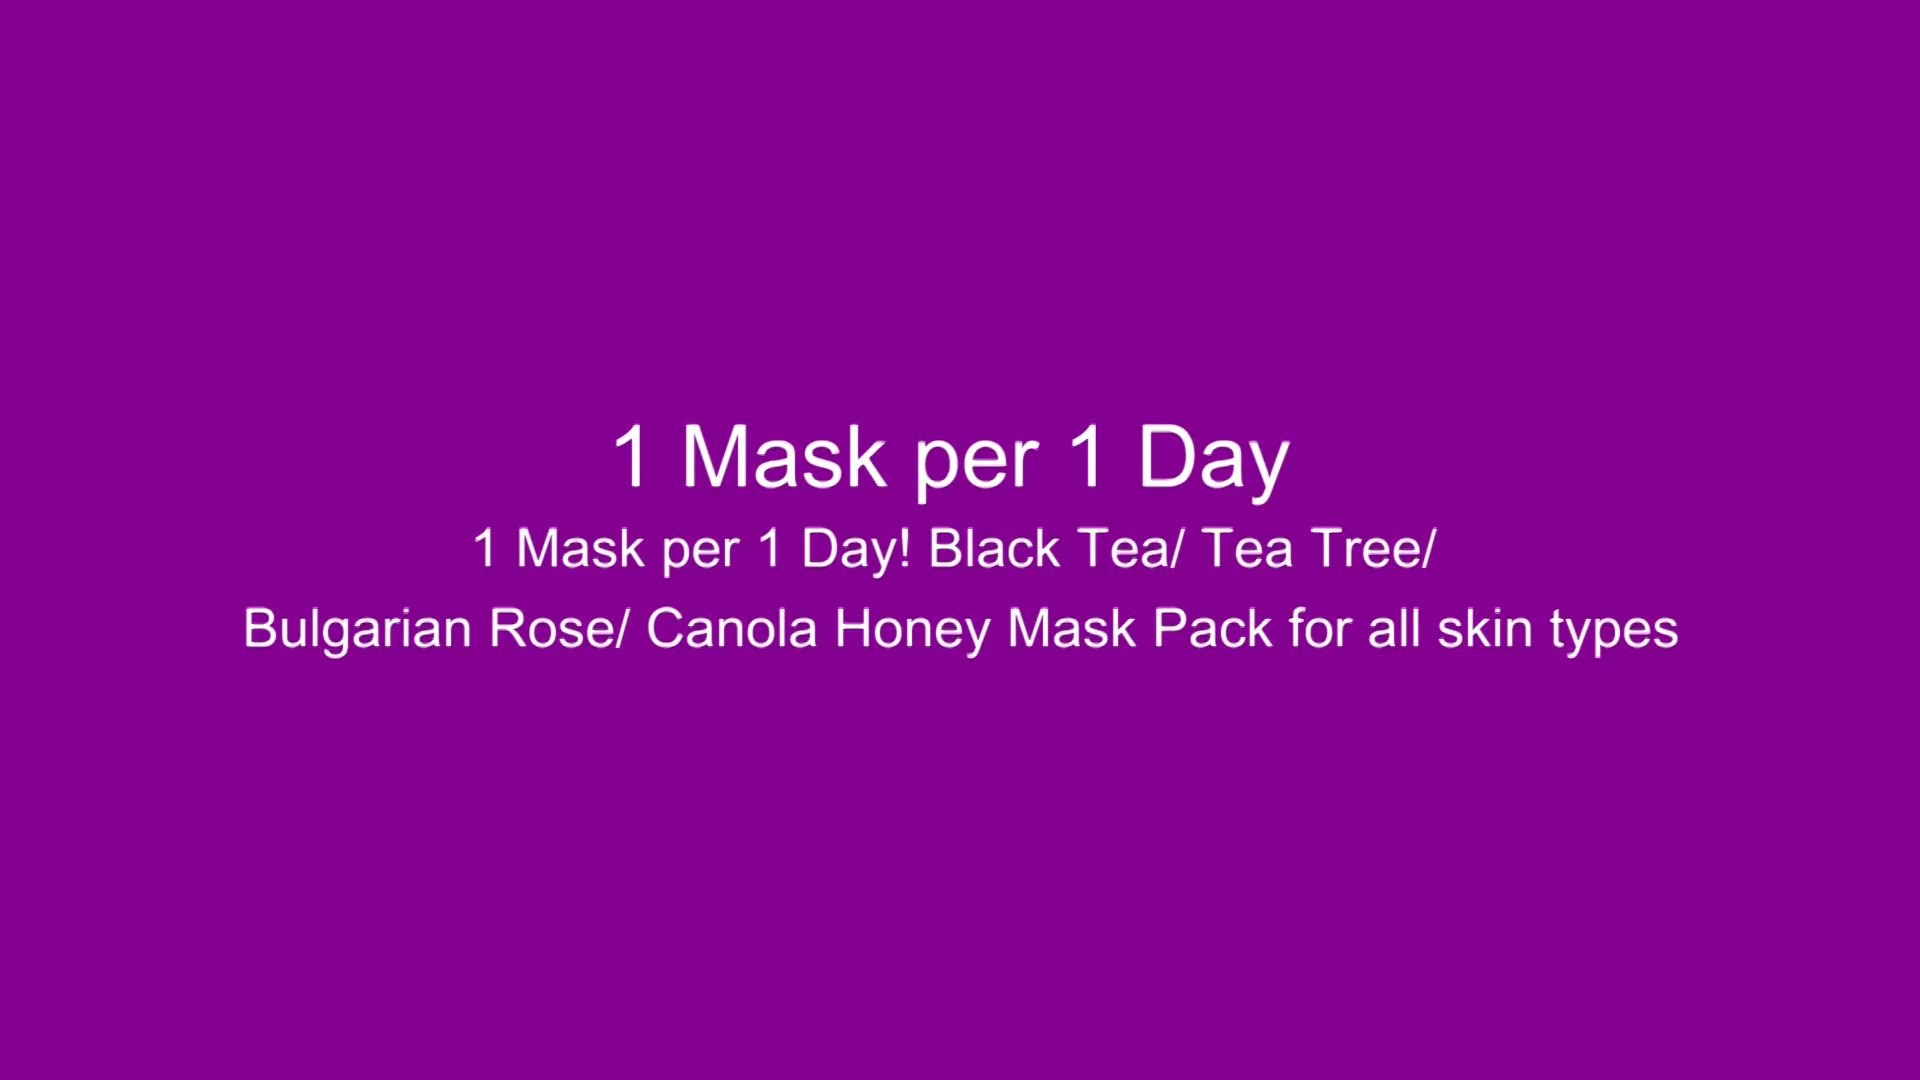 1 Mask per 1 Day
1 Mask per 1 Day! Black Tea/ Tea Tree/
Bulgarian Rose/ Canola Honey Mask Pack for all skin types